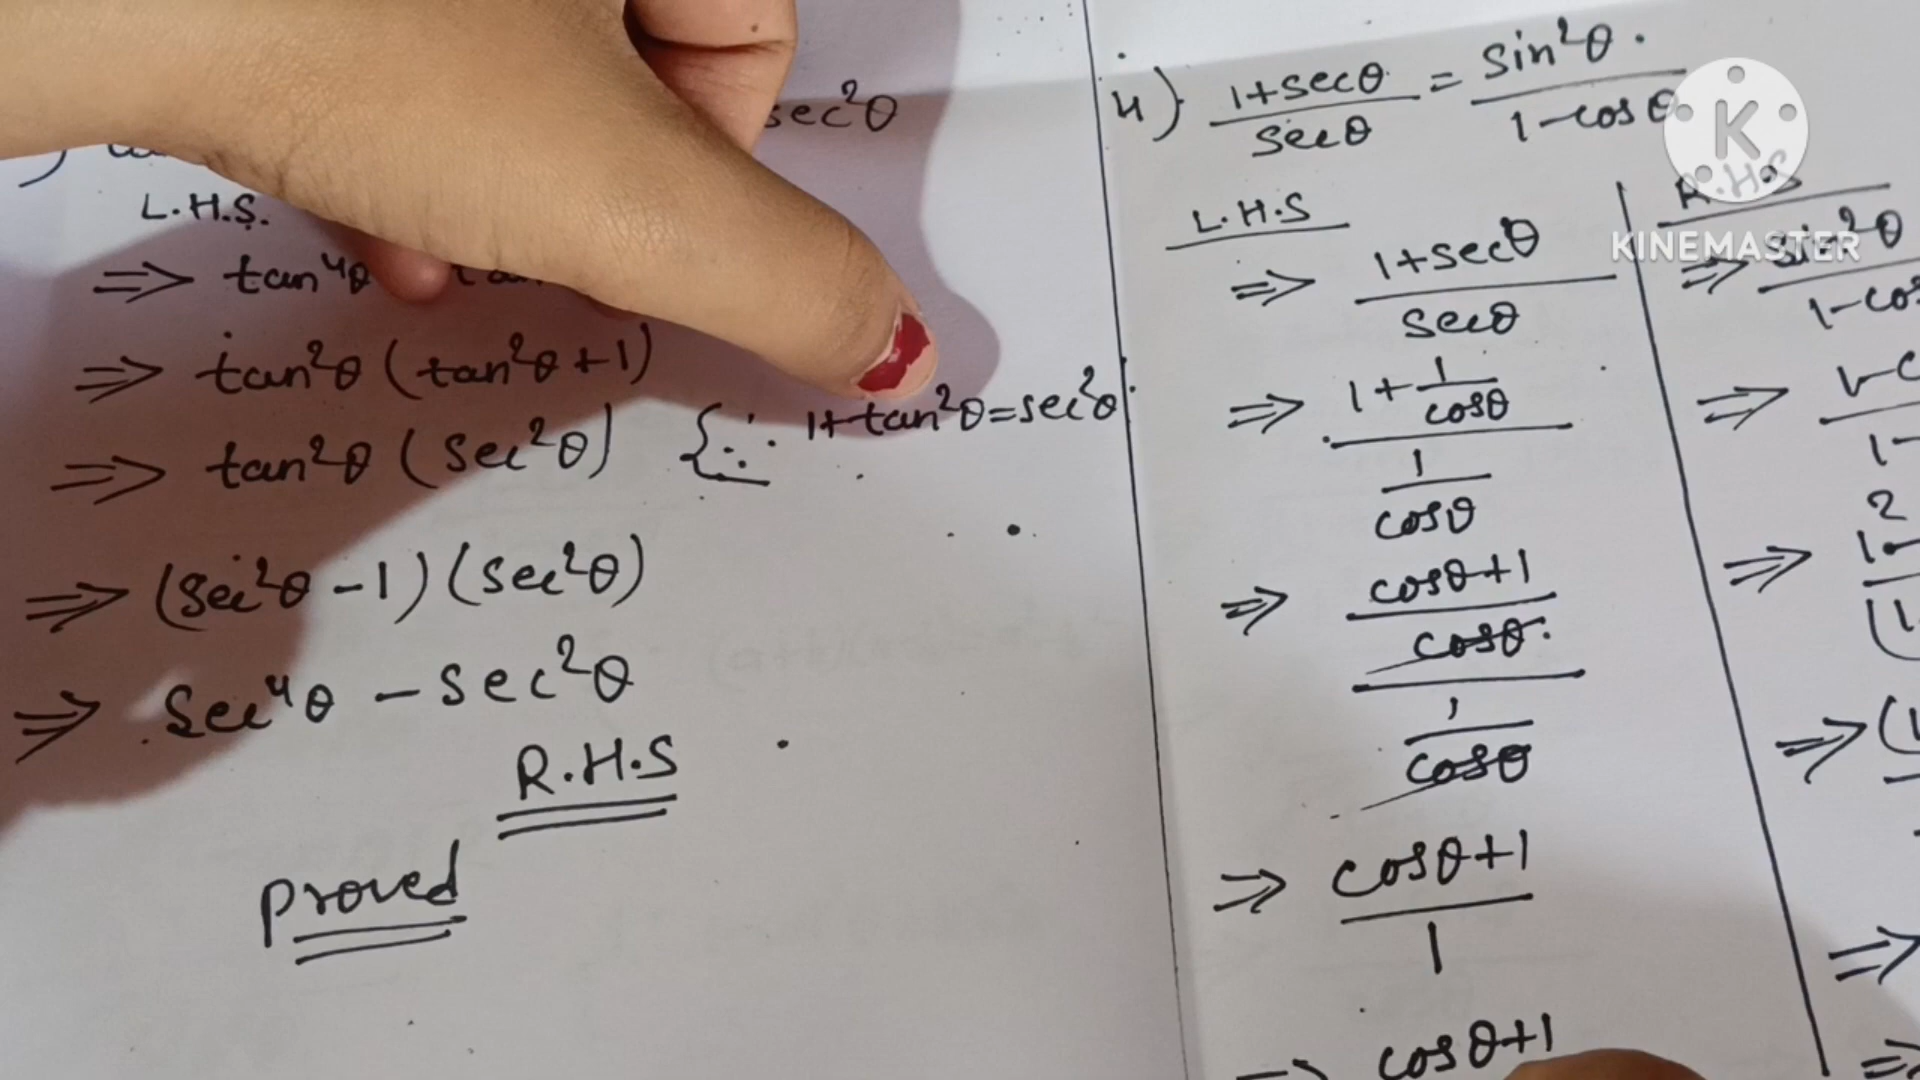 sec²θ
L.H.S.
⇒ tan⁴θ
⇒ tan²θ (tan²θ + 1)
⇒ tan²θ (sec²θ) {∵ 1+tan²θ=sec²θ
⇒ (sec²θ - 1) (sec²θ)
⇒ sec⁴θ - sec²θ
R.H.S
Proved
4) (1+secθ)/secθ = sin²θ/(1-cosθ)
L.H.S
⇒ (1+secθ)/secθ
⇒ (1+1/cosθ)/(1/cosθ)
⇒ ((cosθ+1)/cosθ)/(1/cosθ)
⇒ (cosθ+1)/1
⇒ cosθ+1
R.H.S
⇒ sin²θ
K
KINEMASTER